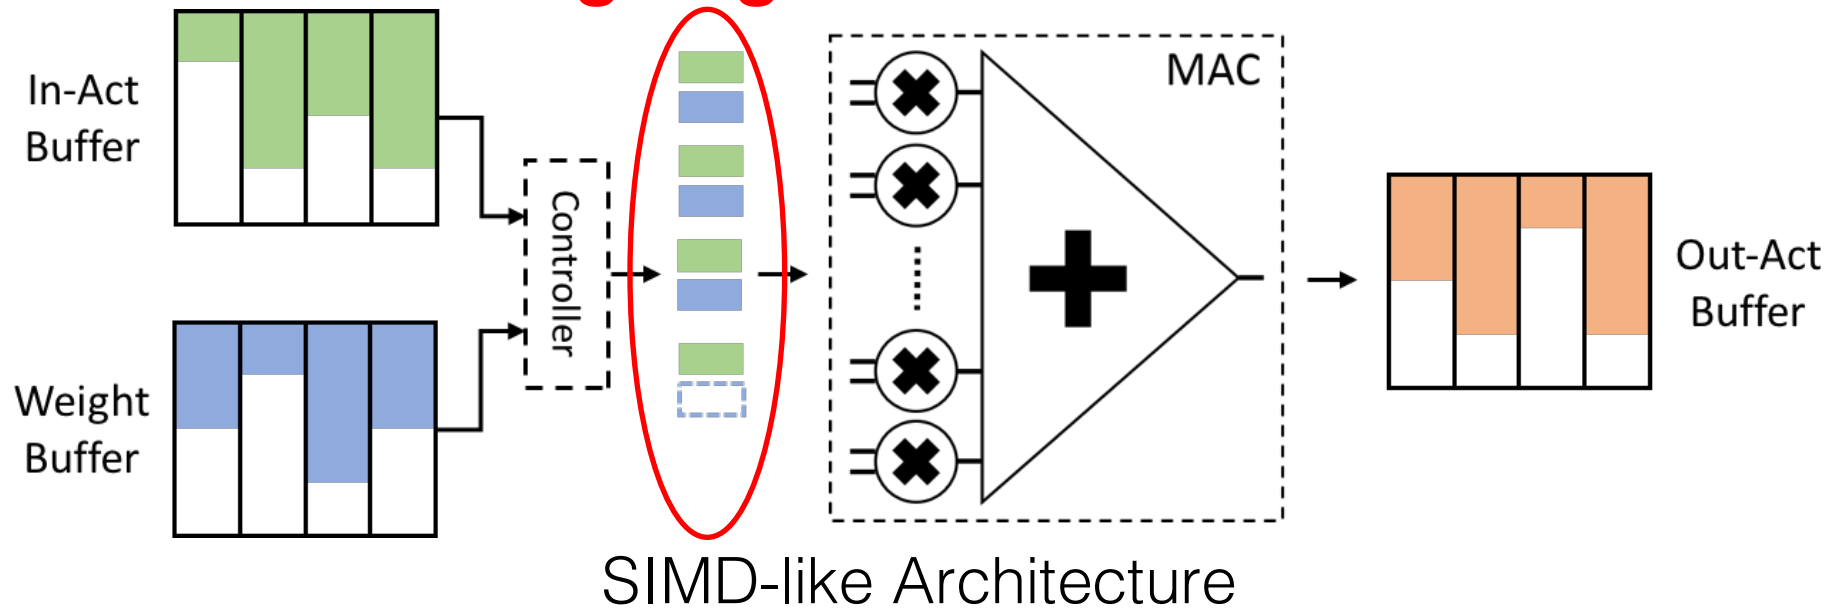 In-Act
Buffer
Weight
Buffer
Controller
MAC
Out-Act
Buffer
SIMD-like Architecture